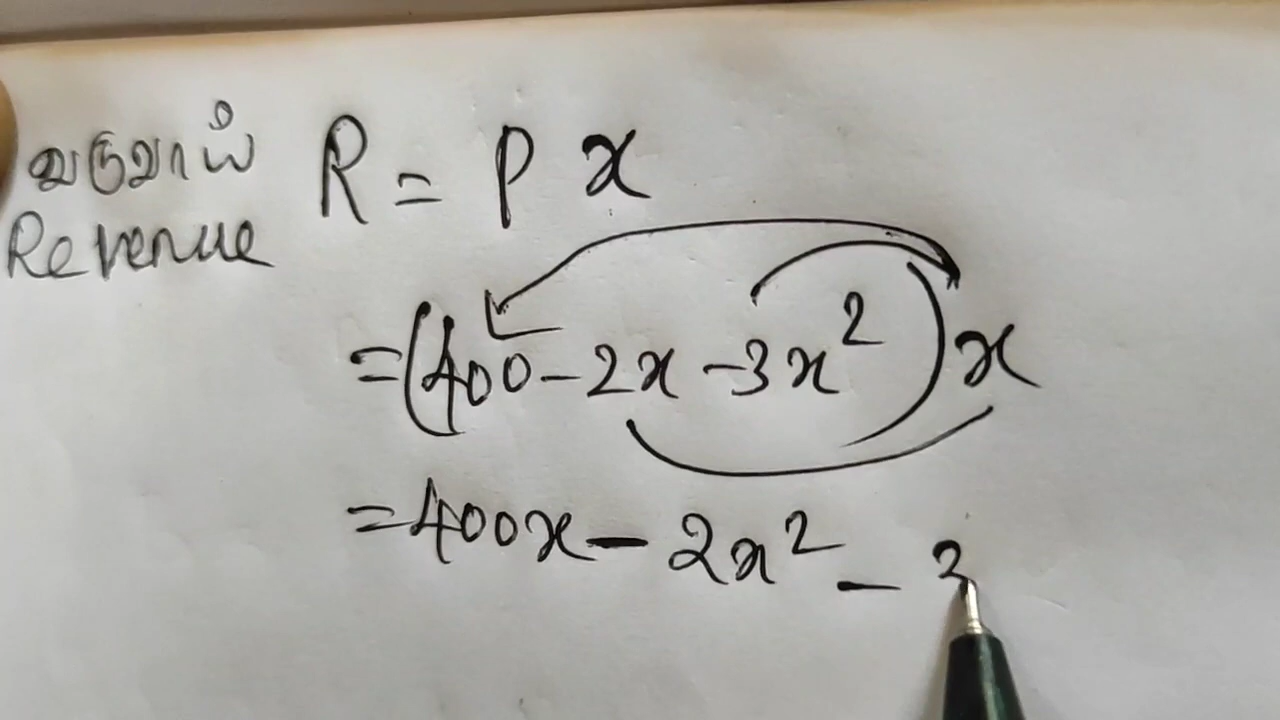 வருவாய் R = P x
Revenue
= (400 - 2x - 3x²) x
= 400x - 2x² - 3